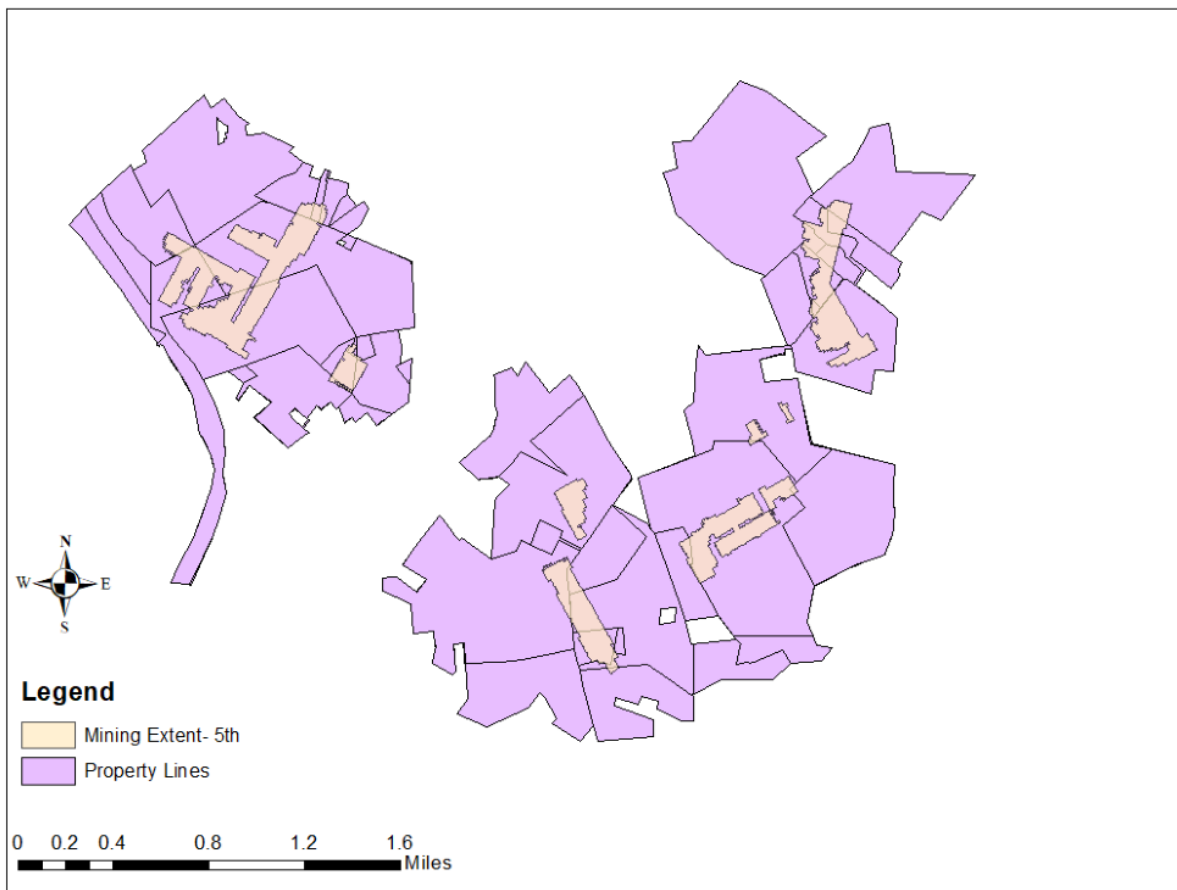 N
W E
S
Legend
Mining Extent- 5th
Property Lines
0 0.2 0.4 0.8 1.2 1.6
Miles